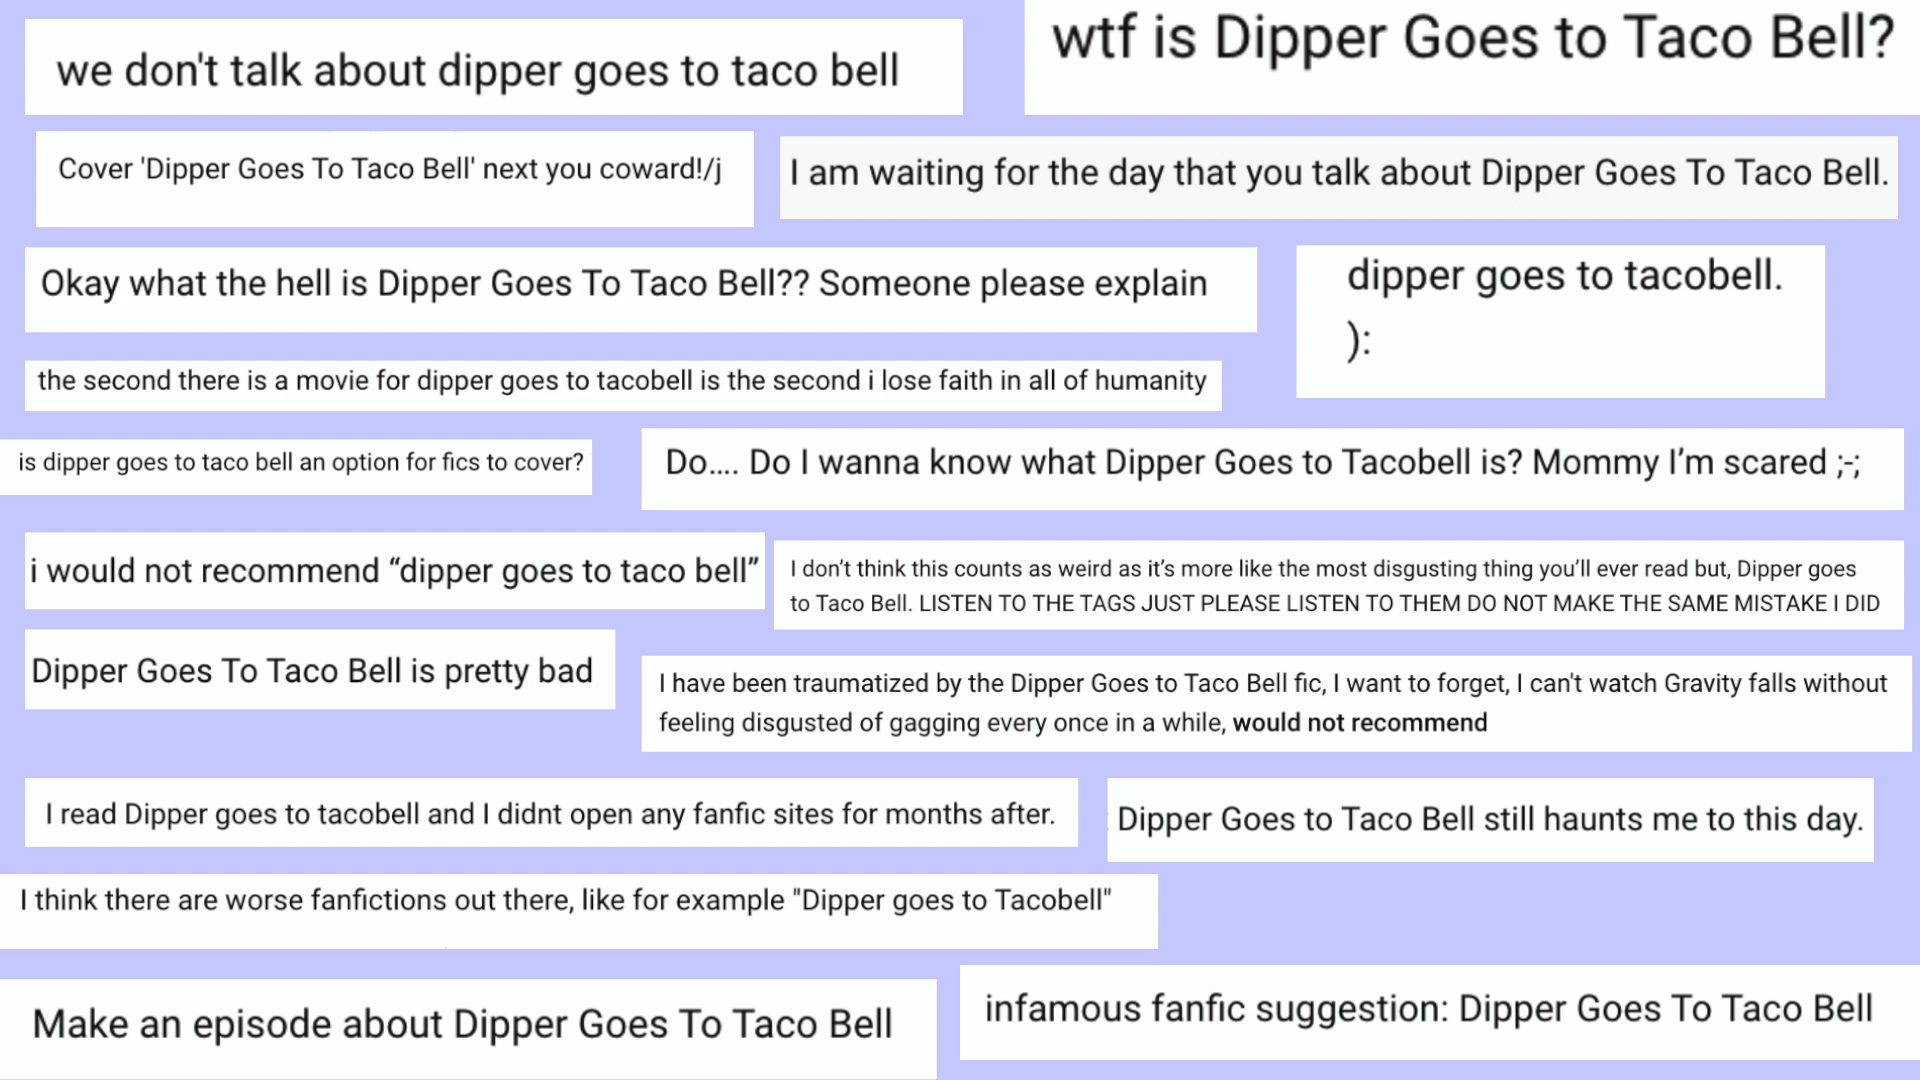 we don't talk about dipper goes to taco bell
wtf is Dipper Goes to Taco Bell?
Cover 'Dipper Goes To Taco Bell' next you coward!/j
I am waiting for the day that you talk about Dipper Goes To Taco Bell.
Okay what the hell is Dipper Goes To Taco Bell?? Someone please explain
dipper goes to tacobell.
):
the second there is a movie for dipper goes to tacobell is the second i lose faith in all of humanity
is dipper goes to taco bell an option for fics to cover?
Do.... Do I wanna know what Dipper Goes to Tacobell is? Mommy I’m scared ;-;
i would not recommend “dipper goes to taco bell”
I don’t think this counts as weird as it’s more like the most disgusting thing you’ll ever read but, Dipper goes
to Taco Bell. LISTEN TO THE TAGS JUST PLEASE LISTEN TO THEM DO NOT MAKE THE SAME MISTAKE I DID
Dipper Goes To Taco Bell is pretty bad
I have been traumatized by the Dipper Goes to Taco Bell fic, I want to forget, I can't watch Gravity falls without
feeling disgusted of gagging every once in a while, would not recommend
I read Dipper goes to tacobell and I didnt open any fanfic sites for months after.
Dipper Goes to Taco Bell still haunts me to this day.
I think there are worse fanfictions out there, like for example "Dipper goes to Tacobell"
Make an episode about Dipper Goes To Taco Bell
infamous fanfic suggestion: Dipper Goes To Taco Bell